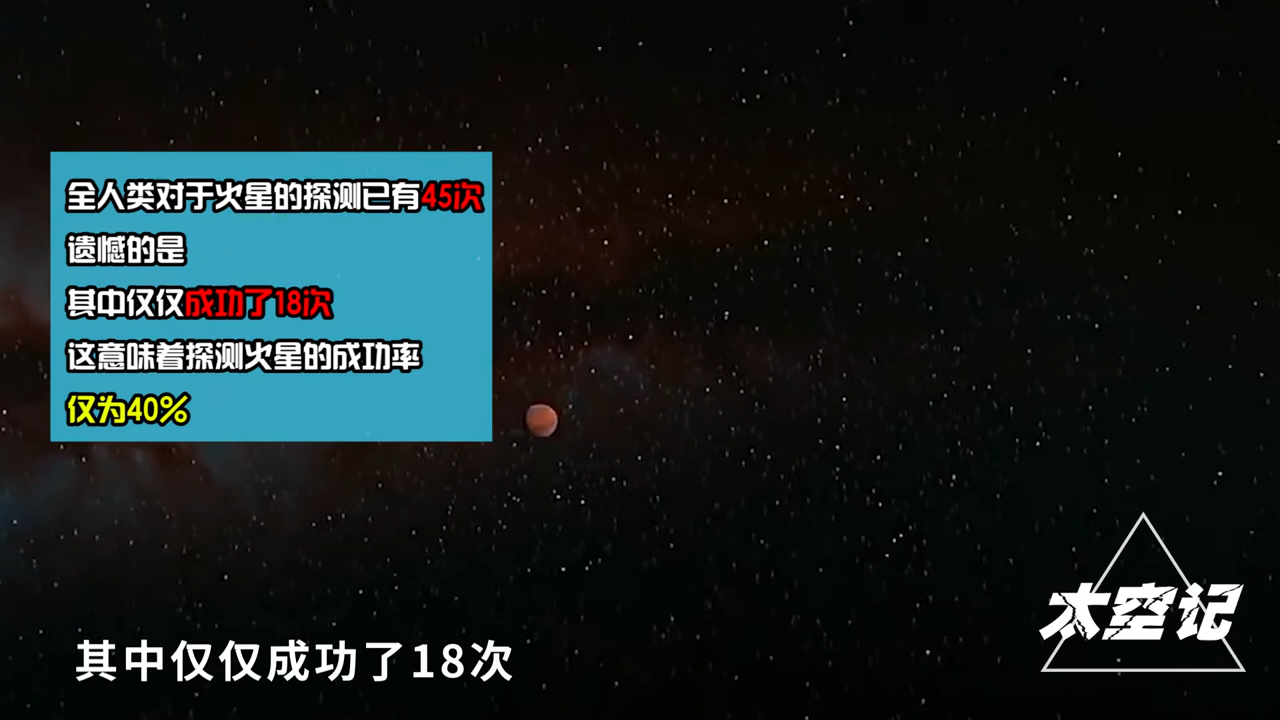 全人类对于火星的探测已有45次
遗憾的是
其中仅仅成功了18次
这意味着探测火星的成功率
仅为40%
太空记
其中仅仅成功了18次